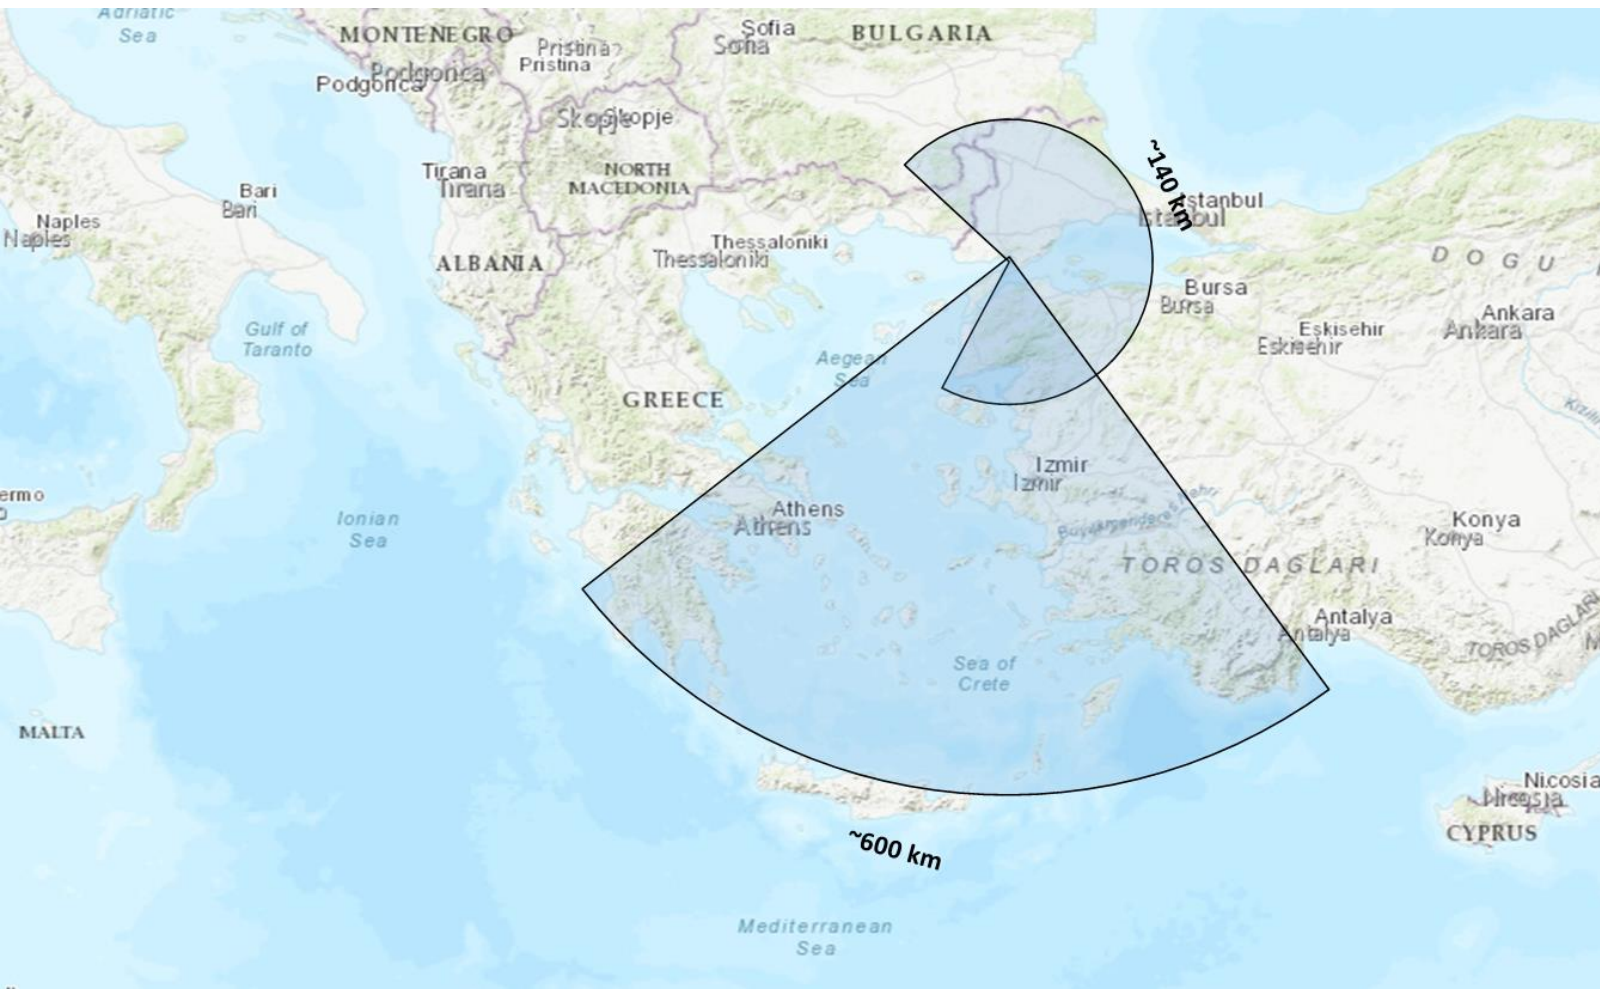 Adriatic
Sea
MONTENEGRO
Podgorica
Podgorica
Pristina
Pristina
Sofia
Sofia
BULGARIA
Skopje
Skopje
NORTH
MACEDONIA
Tirana
Tirana
Bari
Bari
Naples
Naples
~140 km
Istanbul
Istanbul
ALBANIA
Thessaloniki
Thessaloniki
DOGU
Bursa
Bursa
Ankara
Ankara
Eskisehir
Eskisehir
Gulf of
Taranto
Aegean
Sea
GREECE
Izmir
Izmir
ermo
Ionian
Sea
Athens
Athens
Konya
Konya
TOROS DAGLARI
Antalya
Antalya
TOROS DAGLARI
Sea of
Crete
MALTA
Nicosia
Nicosia
CYPRUS
~600 km
Mediterranean
Sea